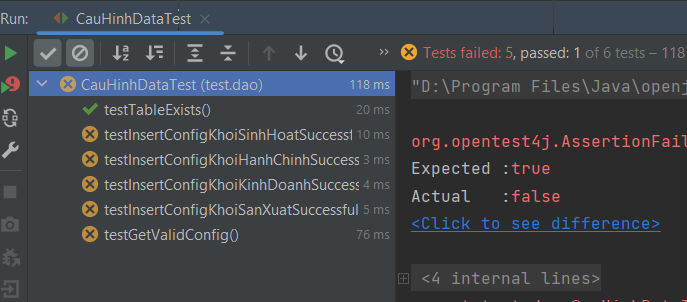 Run: CauHinhDataTest ×
>> Tests failed: 5, passed: 1 of 6 tests – 118
CauHinhDataTest (test.dao) 118 ms
testTableExists() 20 ms
testInsertConfigKhoiSinhHoatSuccessf 10 ms
testInsertConfigKhoiHanhChinhSuccess 3 ms
testInsertConfigKhoiKinhDoanhSuccess 4 ms
testInsertConfigKhoiSanXuatSuccessful 5 ms
testGetValidConfig() 76 ms
"D:\Program Files\Java\openj
org.opentest4j.AssertionFail
Expected :true
Actual :false
<Click to see difference>
<4 internal lines>